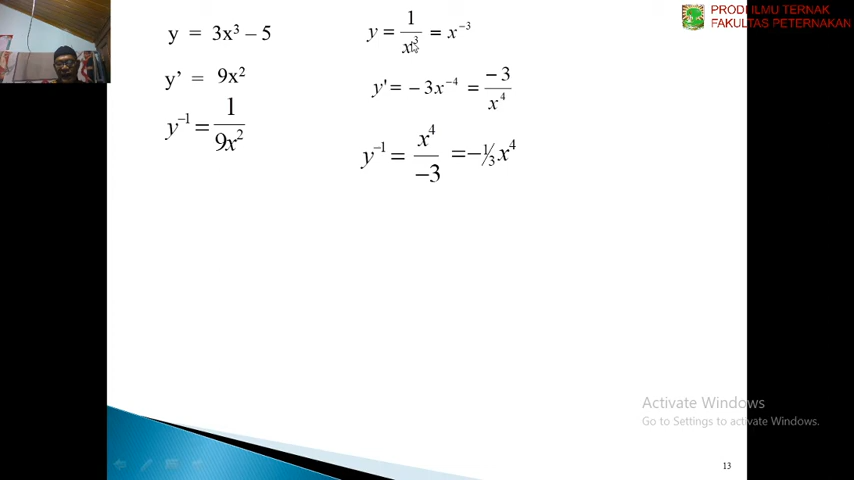 PRODI ILMU TERNAK
FAKULTAS PETERNAKAN
y = 3x³ – 5
y' = 9x²
y⁻¹ = 1/9x²
y = 1/x³ = x⁻³
y' = –3x⁻⁴ = –3/x⁴
y⁻¹ = x⁴/–3 = –⅓x⁴
Activate Windows
Go to Settings to activate Windows.
13